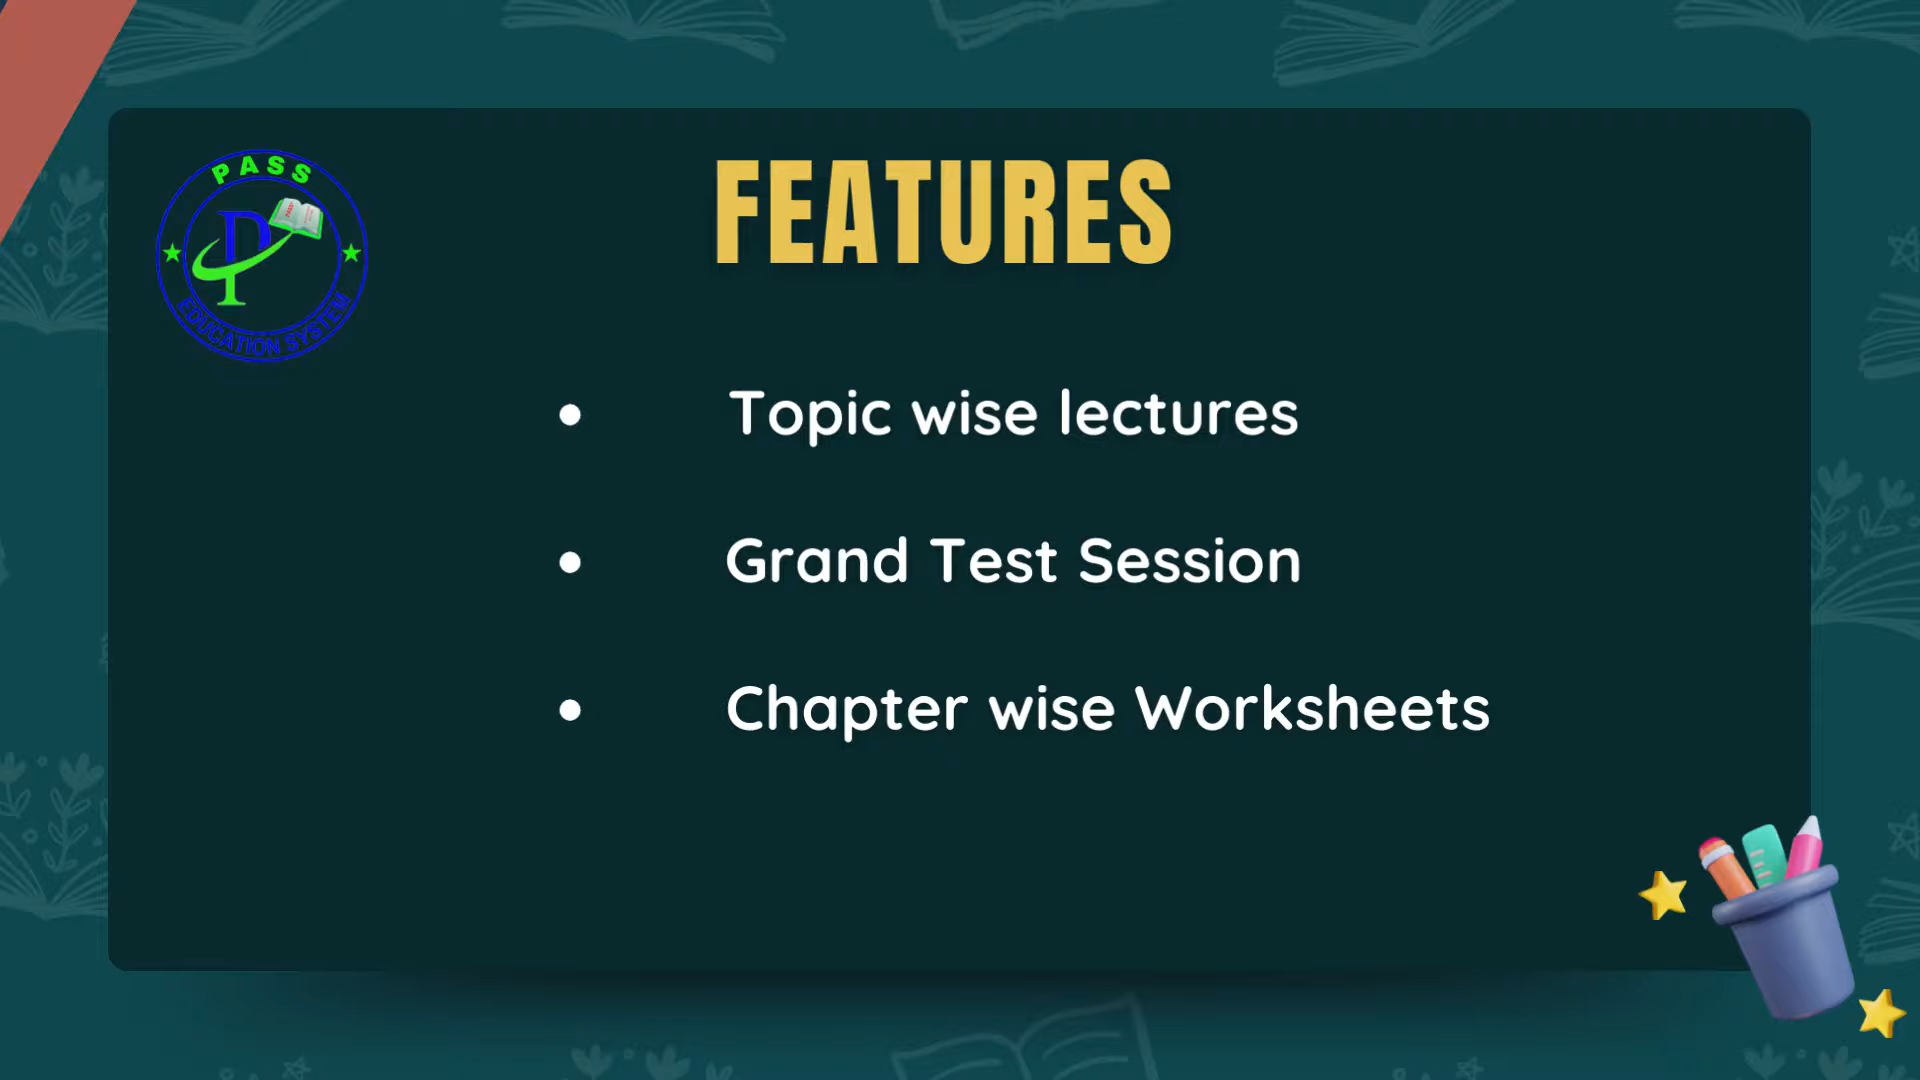 PASS
EDUCATION SYSTEM
FEATURES
• Topic wise lectures
• Grand Test Session
• Chapter wise Worksheets